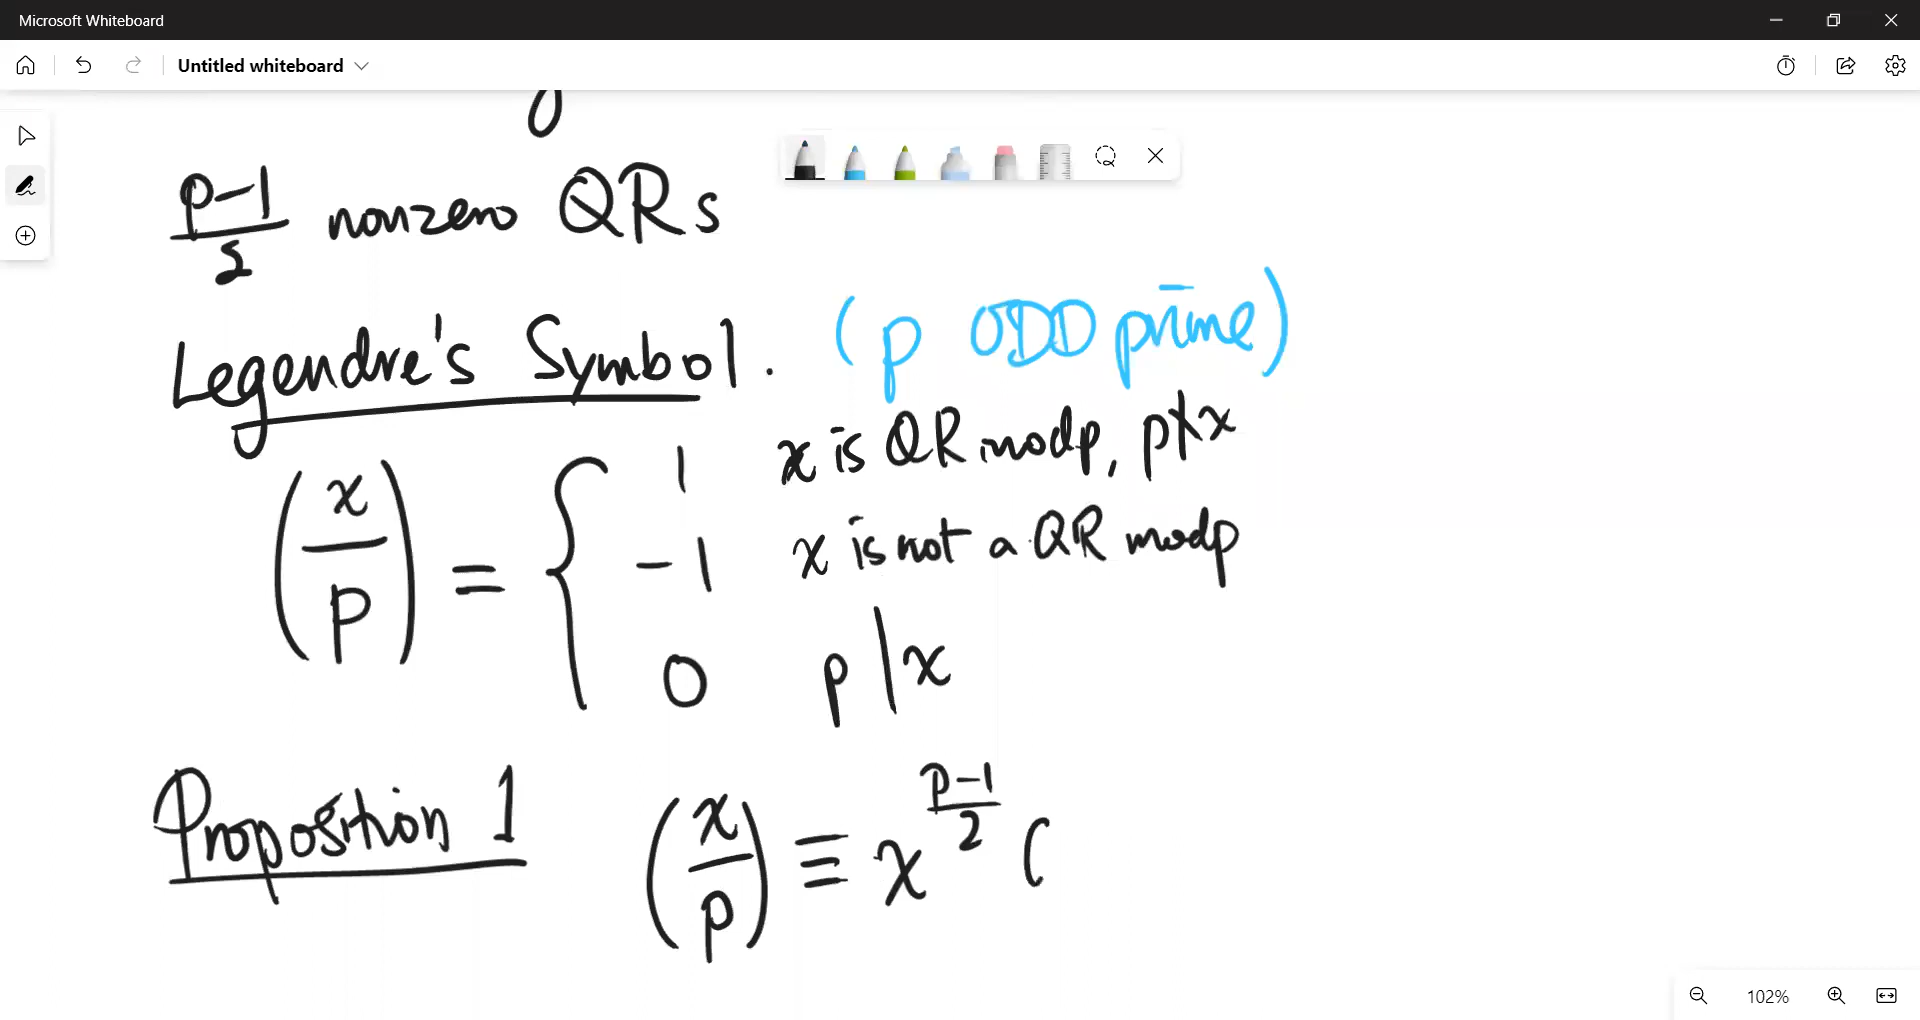 Microsoft Whiteboard
Untitled whiteboard
p-1/2 nonzero QRs
Legendre's Symbol. (p ODD prime)
(x/p) = { 1 x is QR mod p, p∤x
-1 x is not a QR mod p
0 p|x
Proposition 1 (x/p) ≡ x^(p-1)/2 (
102%